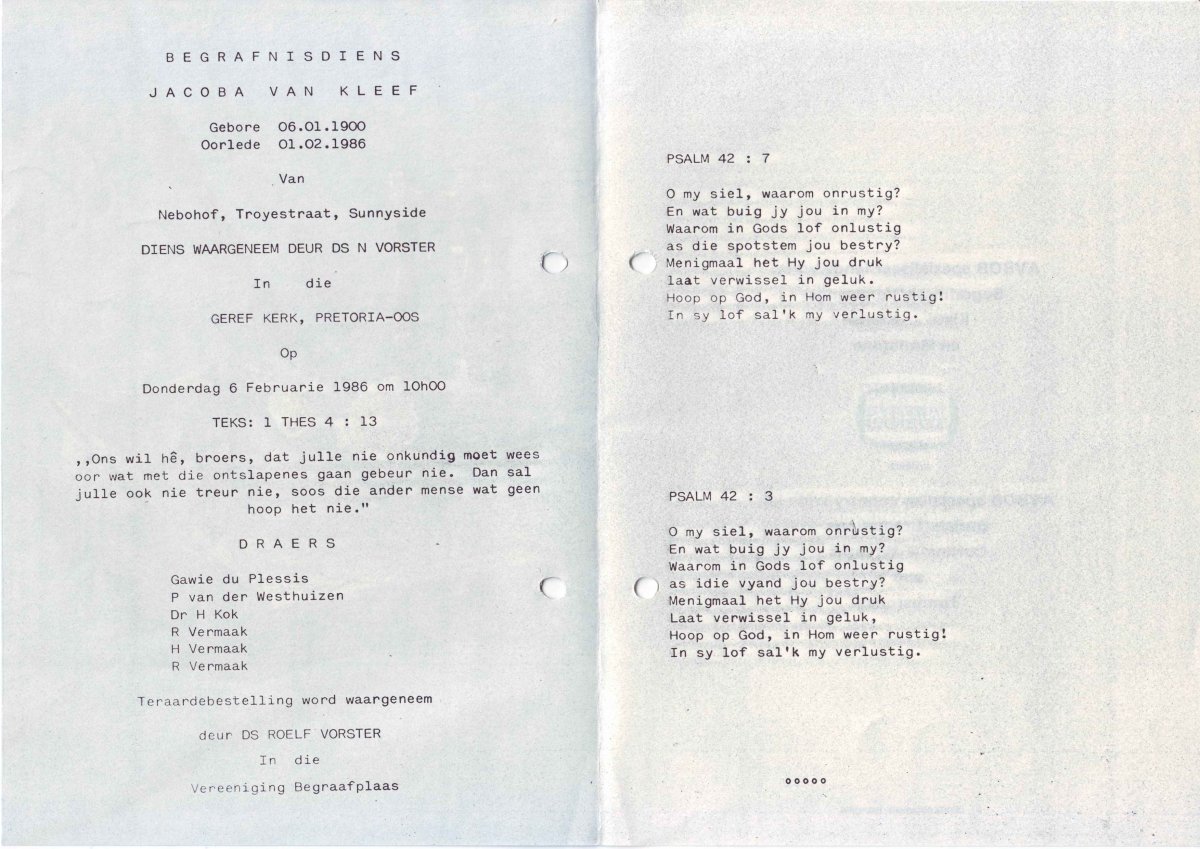 BEGRAFNISDIENS
JACOBA VAN KLEEF
Gebore 06.01.1900
Oorlede 01.02.1986
Van
Nebohof, Troyestraat, Sunnyside
DIENS WAARGENEEM DEUR DS N VORSTER
In die
GEREF KERK, PRETORIA-OOS
Op
Donderdag 6 Februarie 1986 om 10h00
TEKS: 1 THES 4 : 13
,,Ons wil hê, broers, dat julle nie onkundig moet wees
oor wat met die ontslapenes gaan gebeur nie. Dan sal
julle ook nie treur nie, soos die ander mense wat geen
hoop het nie."
DRAERS
Gawie du Plessis
P van der Westhuizen
Dr H Kok
R Vermaak
H Vermaak
R Vermaak
Teraardebestelling word waargeneem
deur DS ROELF VORSTER
In die
Vereeniging Begraafplaas
PSALM 42 : 7
O my siel, waarom onrustig?
En wat buig jy jou in my?
Waarom in Gods lof onlustig
as die spotstem jou bestry?
Menigmaal het Hy jou druk
laat verwissel in geluk.
Hoop op God, in Hom weer rustig!
In sy lof sal'k my verlustig.
PSALM 42 : 3
O my siel, waarom onrustig?
En wat buig jy jou in my?
Waarom in Gods lof onlustig
as idie vyand jou bestry?
Menigmaal het Hy jou druk
Laat verwissel in geluk,
Hoop op God, in Hom weer rustig!
In sy lof sal'k my verlustig.
ooooo